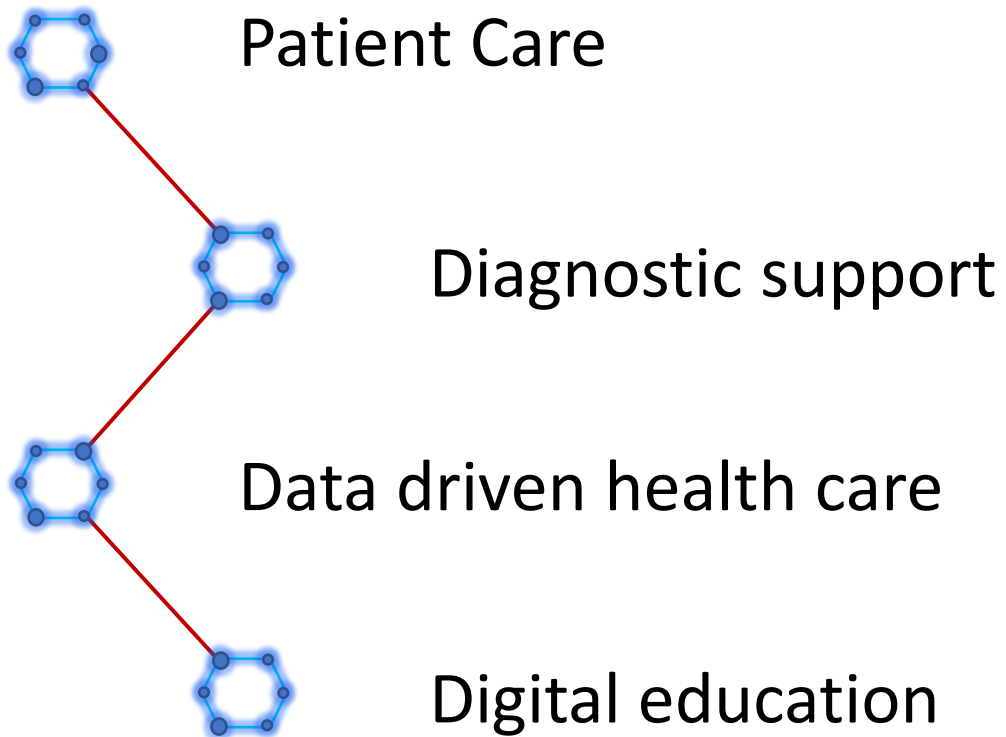 Patient Care
Diagnostic support
Data driven health care
Digital education